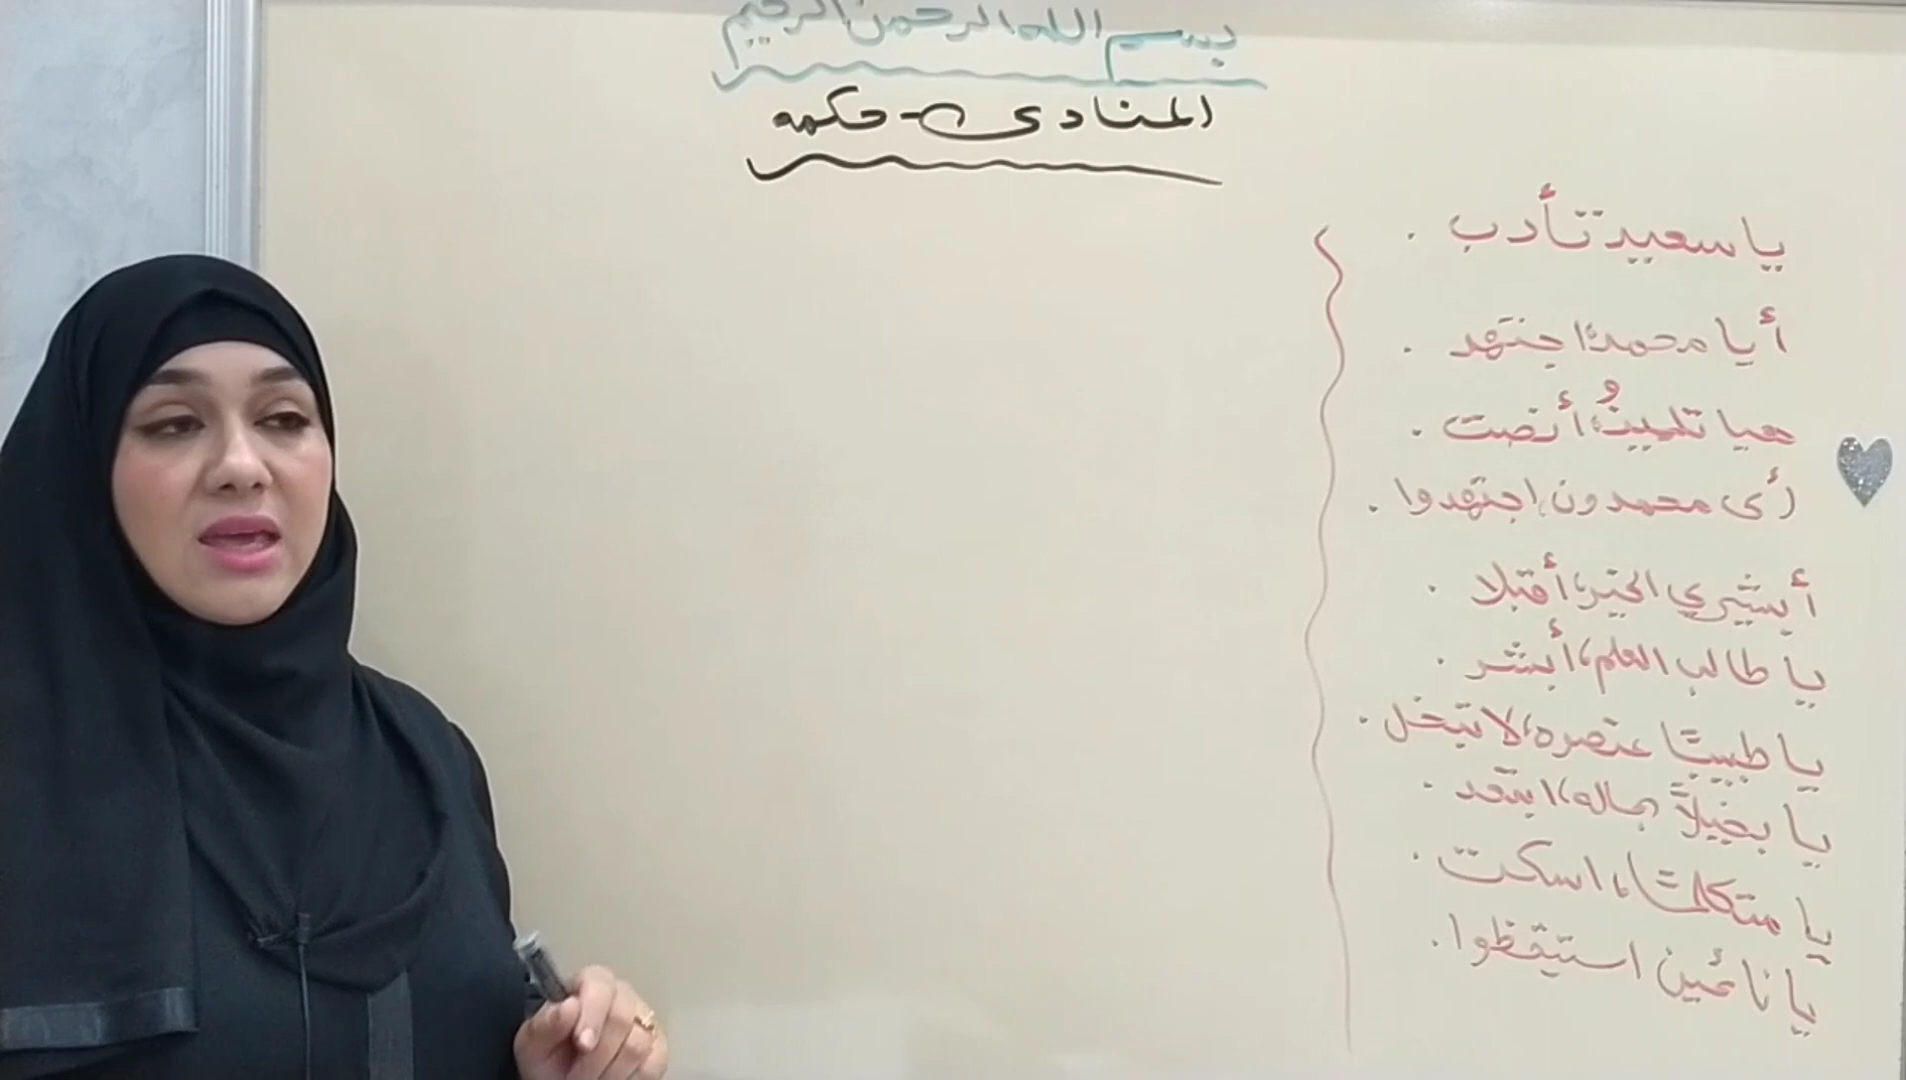 بسم الله الرحمن الرحيم
المنادى - حكمه
يا سعيد تأدب .
أيا محمدُ، اجتهد .
هيا تلميذُ، أنصت .
أي محمدون، اجتهدوا .
أبشيري الخير، أقبلا .
يا طالب العلم، أبشر .
يا طبيبًا عنصره، لا تبخل .
يا بخيلاً بماله، ابتعد .
يا متكلمًا، اسكت .
يا نائمين استيقظوا .